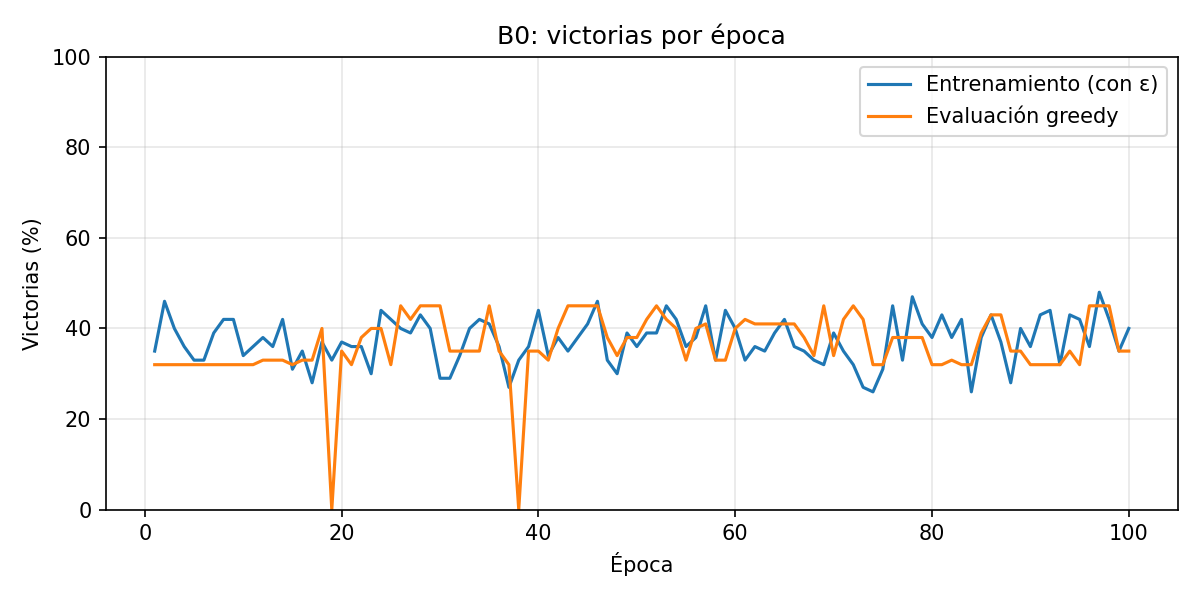 B0: victorias por época
Entrenamiento (con ε)
Evaluación greedy
Victorias (%)
100
80
60
40
20
0
0 20 40 60 80 100
Época